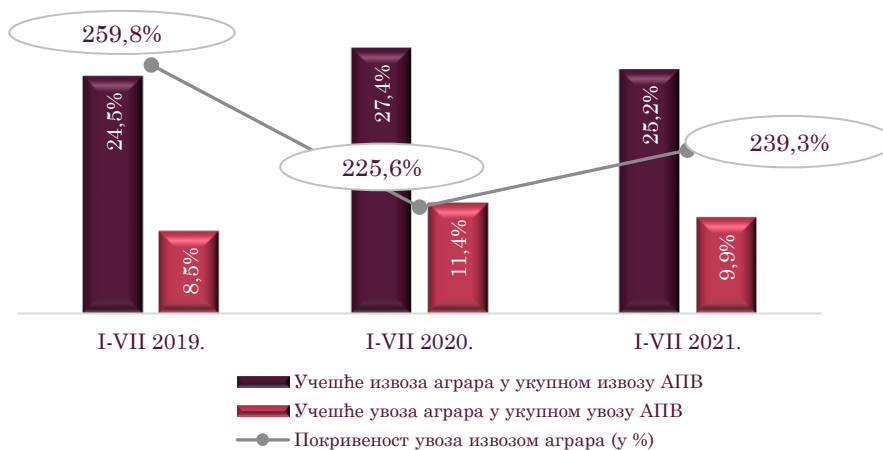 259,8%
24,5%
27,4%
25,2%
225,6%
239,3%
8,5%
11,4%
9,9%
I-VII 2019.
I-VII 2020.
I-VII 2021.
Учешће извоза аграра у укупном извозу АПВ
Учешће увоза аграра у укупном увозу АПВ
Покривеност увоза извозом аграра (у %)